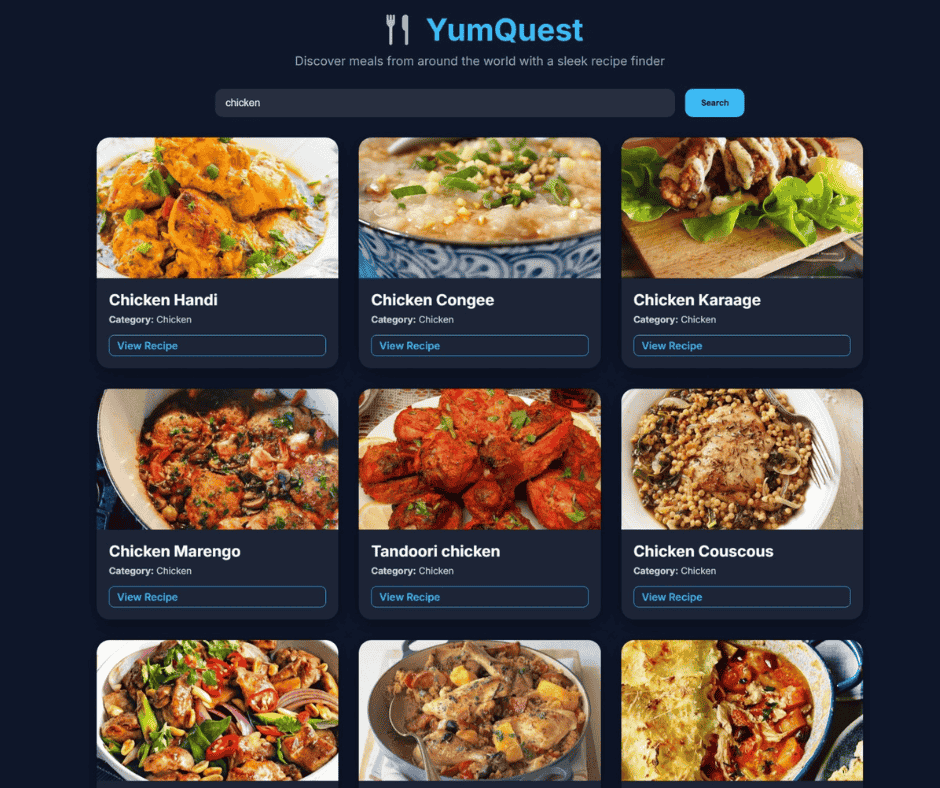 YumQuest
Discover meals from around the world with a sleek recipe finder
chicken
Search
Chicken Handi
Category: Chicken
View Recipe
Chicken Congee
Category: Chicken
View Recipe
Chicken Karaage
Category: Chicken
View Recipe
Chicken Marengo
Category: Chicken
View Recipe
Tandoori chicken
Category: Chicken
View Recipe
Chicken Couscous
Category: Chicken
View Recipe